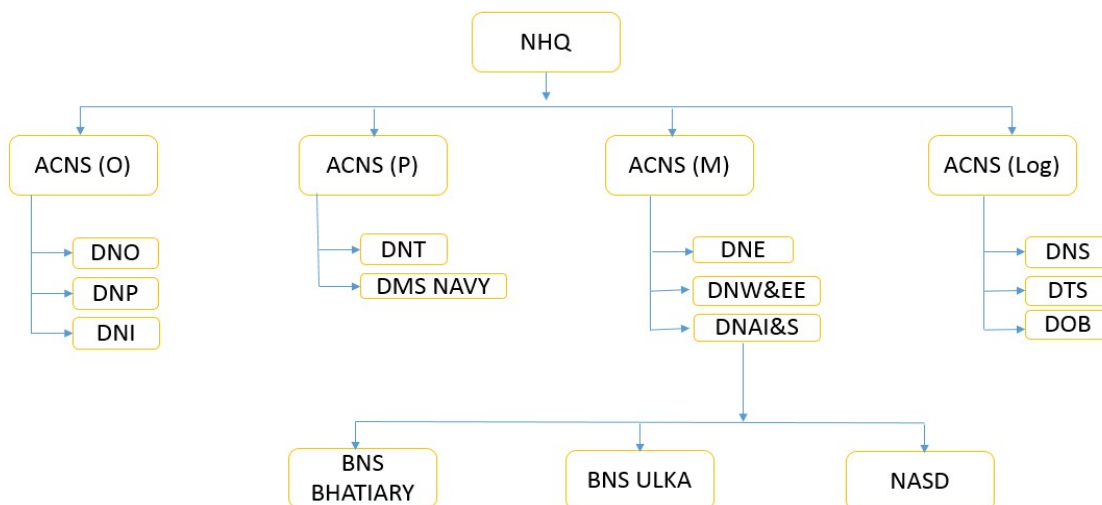 NHQ
ACNS (O)
ACNS (P)
ACNS (M)
ACNS (Log)
DNO
DNP
DNI
DNT
DMS NAVY
DNE
DNW&EE
DNAI&S
DNS
DTS
DOB
BNS
BHATIARY
BNS ULKA
NASD